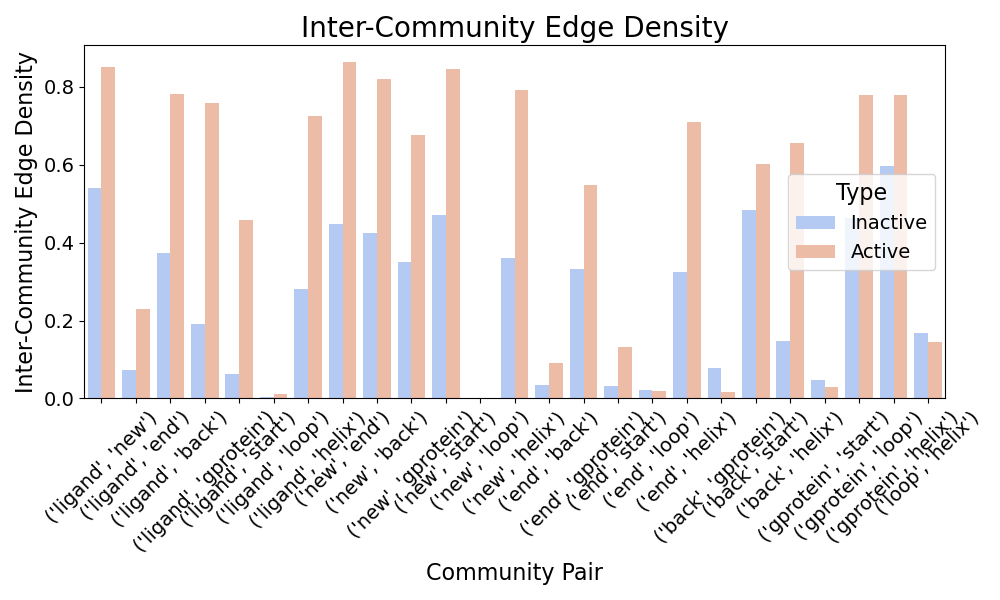 Inter-Community Edge Density
Inter-Community Edge Density
0.8
0.6
0.4
0.2
0.0
Type
Inactive
Active
('ligand', 'new')
('ligand', 'end')
('ligand', 'back')
('ligand', 'gprotein')
('ligand', 'start')
('ligand', 'loop')
('ligand', 'helix')
('new', 'end')
('new', 'back')
('new', 'gprotein')
('new', 'start')
('new', 'loop')
('new', 'helix')
('end', 'back')
('end', 'gprotein')
('end', 'start')
('end', 'loop')
('end', 'helix')
('back', 'gprotein')
('back', 'start')
('back', 'helix')
('gprotein', 'start')
('gprotein', 'loop')
('gprotein', 'helix')
('loop', 'helix')
Community Pair